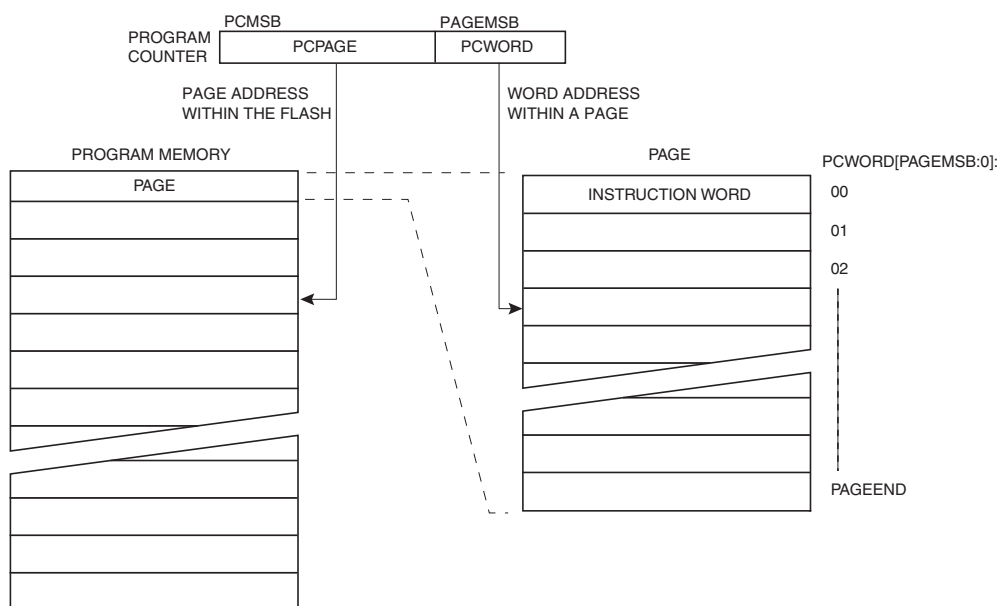 PCMSB
PAGEMSB
PROGRAM
COUNTER
PCPAGE
PCWORD
PAGE ADDRESS
WITHIN THE FLASH
WORD ADDRESS
WITHIN A PAGE
PROGRAM MEMORY
PAGE
PAGE
PCWORD[PAGEMSB:0]:
INSTRUCTION WORD
00
01
02
PAGEEND